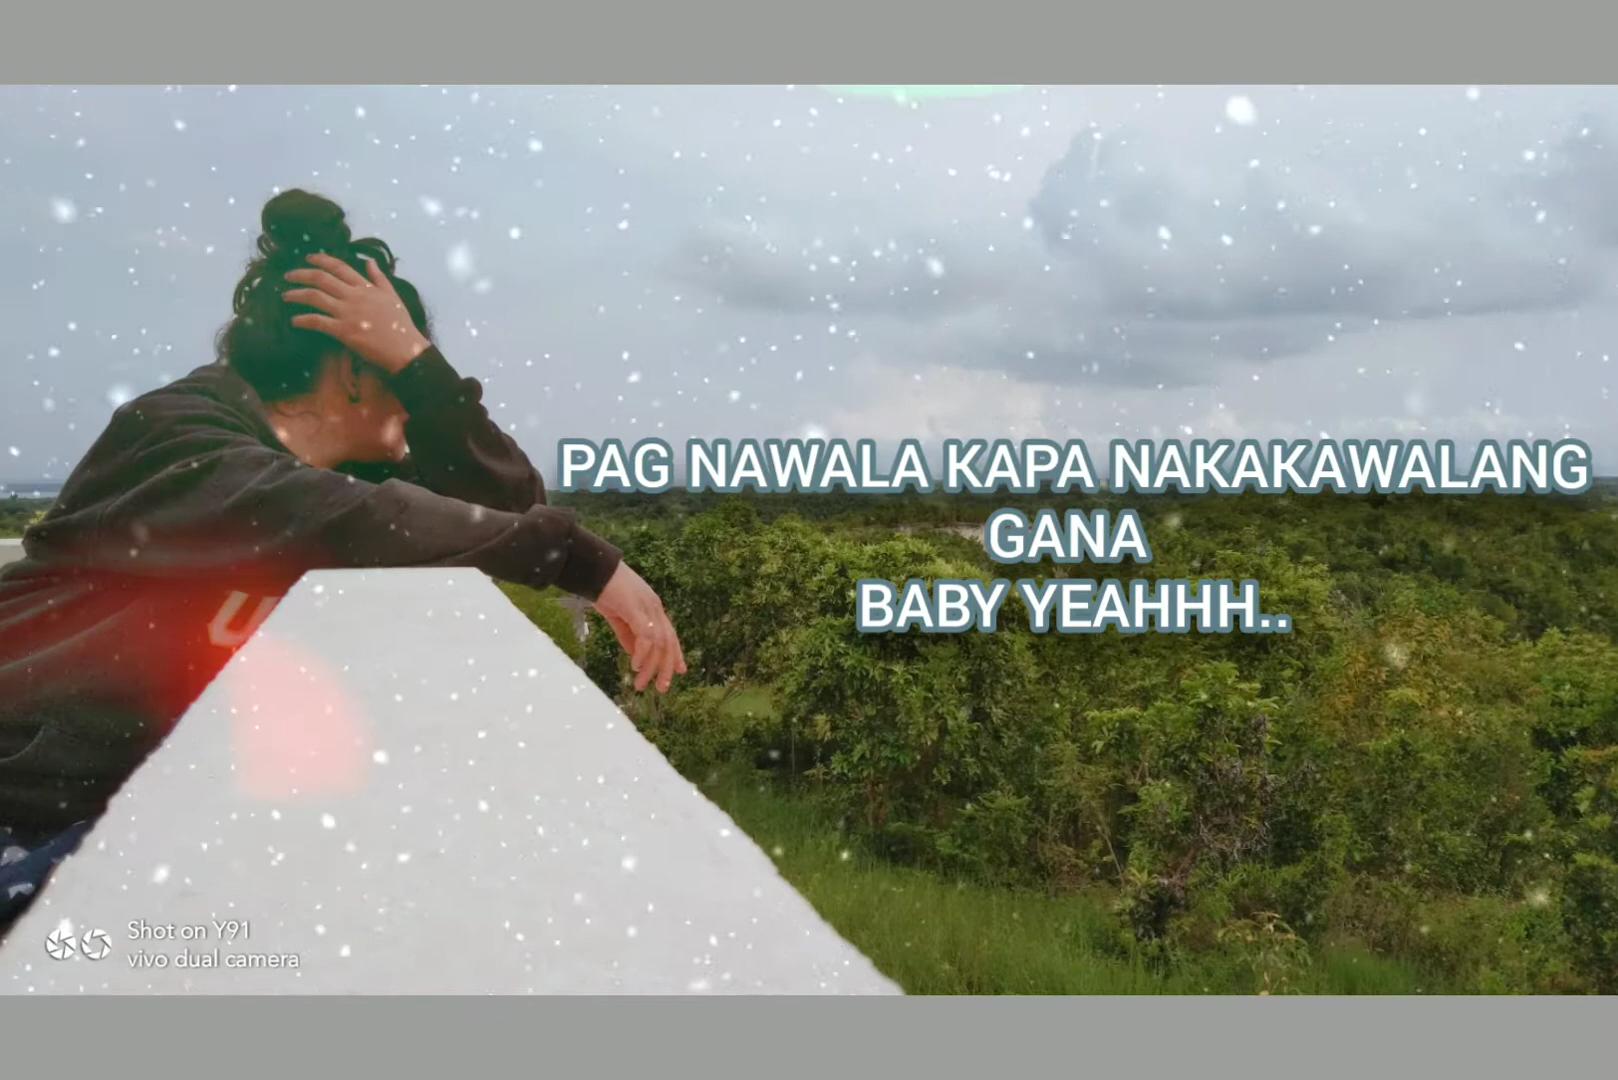 PAG NAWALA KAPA NAKAKAWALANG
GANA
BABY YEAHHH..
U
Shot on Y91
vivo dual camera